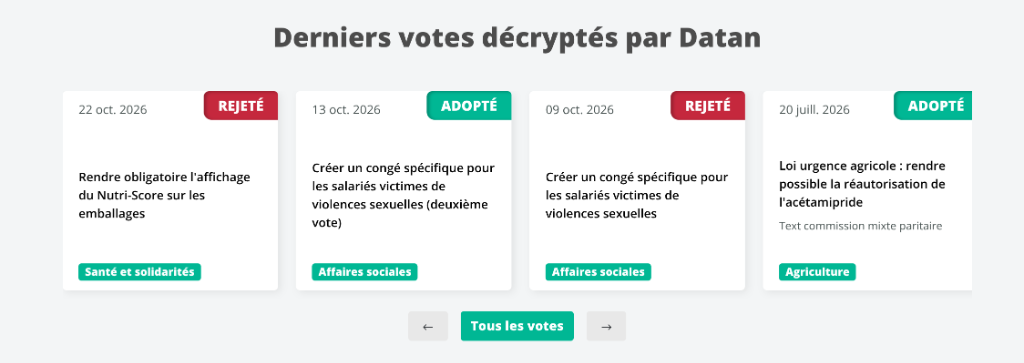 Derniers votes décryptés par Datan
22 oct. 2026
REJETÉ
Rendre obligatoire l'affichage
du Nutri-Score sur les
emballages
Santé et solidarités
13 oct. 2026
ADOPTÉ
Créer un congé spécifique pour
les salariés victimes de
violences sexuelles (deuxième
vote)
Affaires sociales
09 oct. 2026
REJETÉ
Créer un congé spécifique pour
les salariés victimes de
violences sexuelles
Affaires sociales
20 juill. 2026
ADOPTÉ
Loi urgence agricole : rendre
possible la réautorisation de
l'acétamipride
Text commission mixte paritaire
Agriculture
←
Tous les votes
→